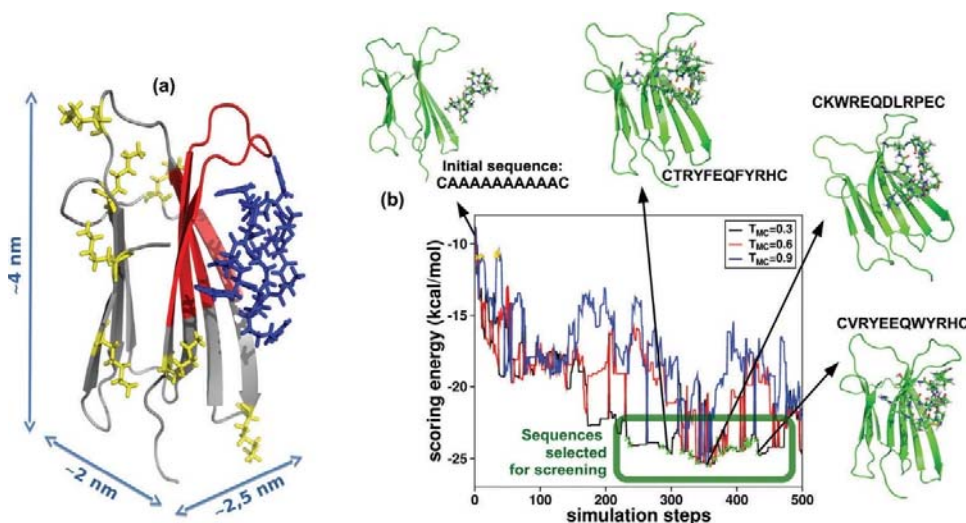 (a)
~4 nm
~2 nm
~2,5 nm
Initial sequence:
CAAAAAAAAAAC
CTRYFEQFYRHC
CKWREQDLRPEC
CVRYEEQWYRHC
(b)
scoring energy (kcal/mol)
-10
-15
-20
-25
T_MC=0.3
T_MC=0.6
T_MC=0.9
Sequences
selected
for screening
0 100 200 300 400 500
simulation steps